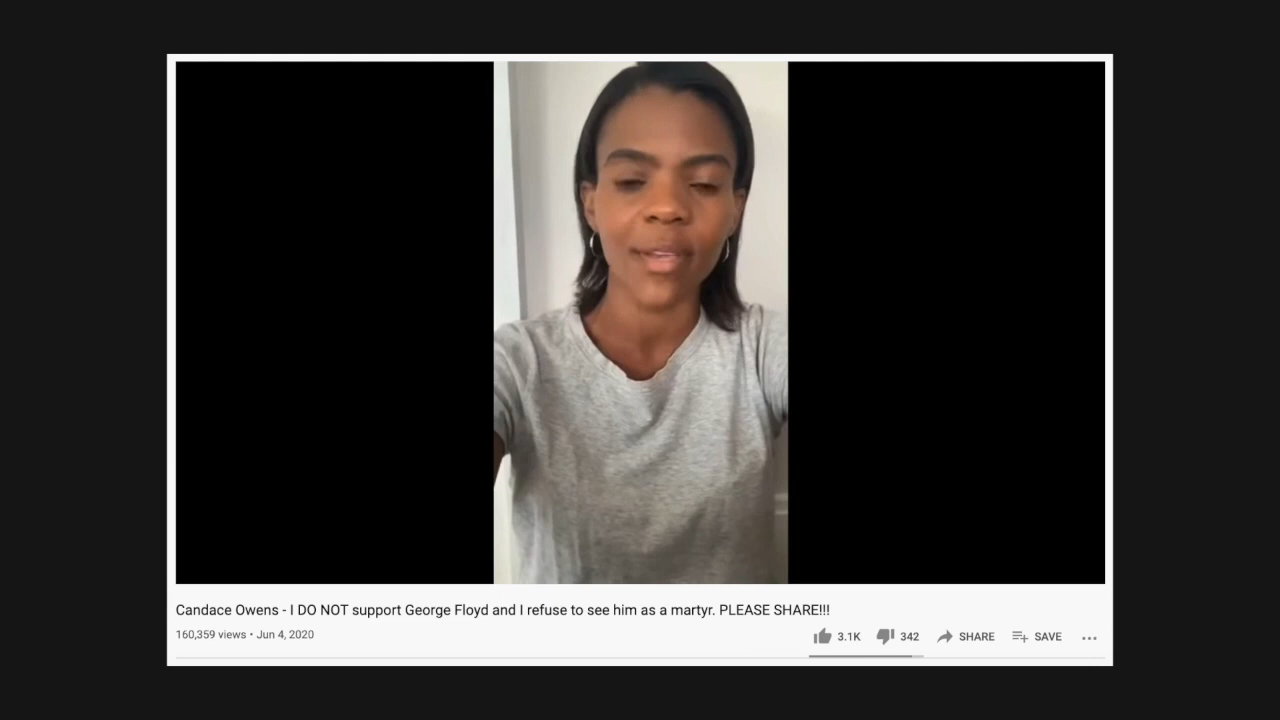 Candace Owens - I DO NOT support George Floyd and I refuse to see him as a martyr. PLEASE SHARE!!!
160,359 views • Jun 4, 2020
3.1K 342 SHARE SAVE